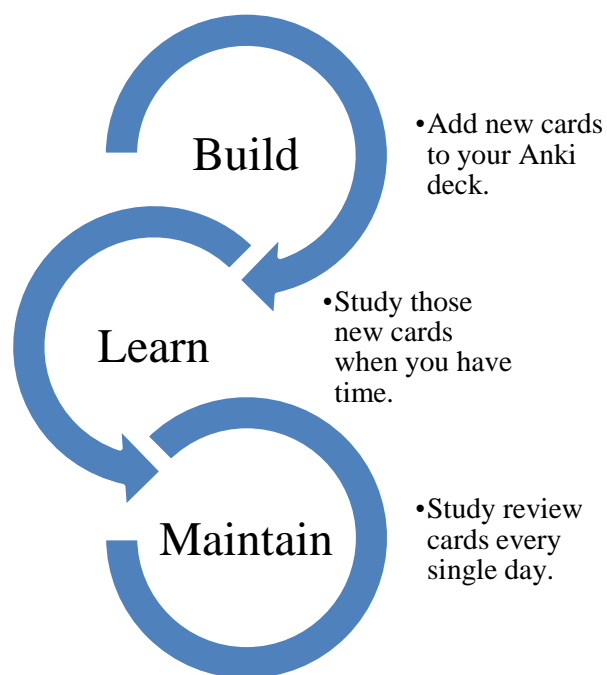 Build
•Add new cards
to your Anki
deck.
Learn
•Study those
new cards
when you have
time.
Maintain
•Study review
cards every
single day.